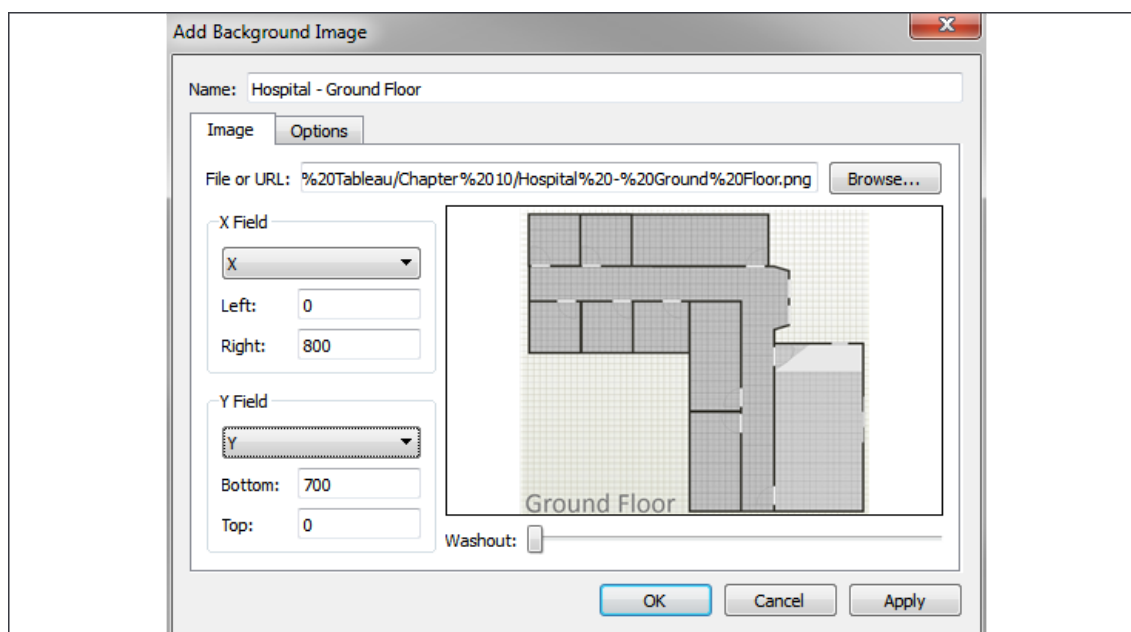 Add Background Image
Name: Hospital - Ground Floor
Image Options
File or URL: %20Tableau/Chapter%2010/Hospital%20-%20Ground%20Floor.png Browse...
X Field
X
Left: 0
Right: 800
Y Field
Y
Bottom: 700
Top: 0
Ground Floor
Washout:
OK Cancel Apply